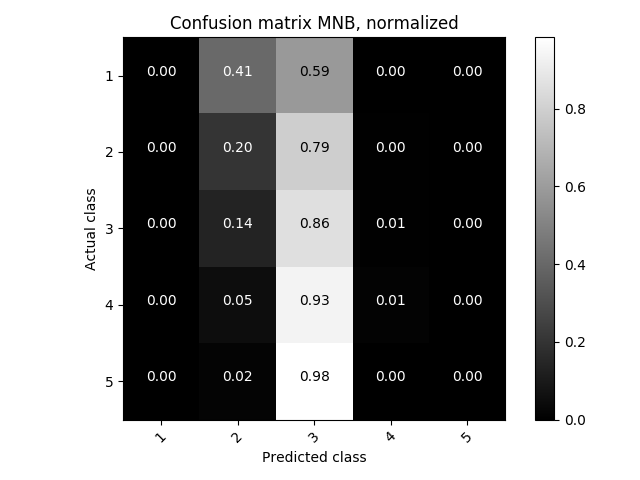 Confusion matrix MNB, normalized
1 0.00 0.41 0.59 0.00 0.00
2 0.00 0.20 0.79 0.00 0.00
3 0.00 0.14 0.86 0.01 0.00
4 0.00 0.05 0.93 0.01 0.00
5 0.00 0.02 0.98 0.00 0.00
1 2 3 4 5
Predicted class
Actual class
0.8
0.6
0.4
0.2
0.0